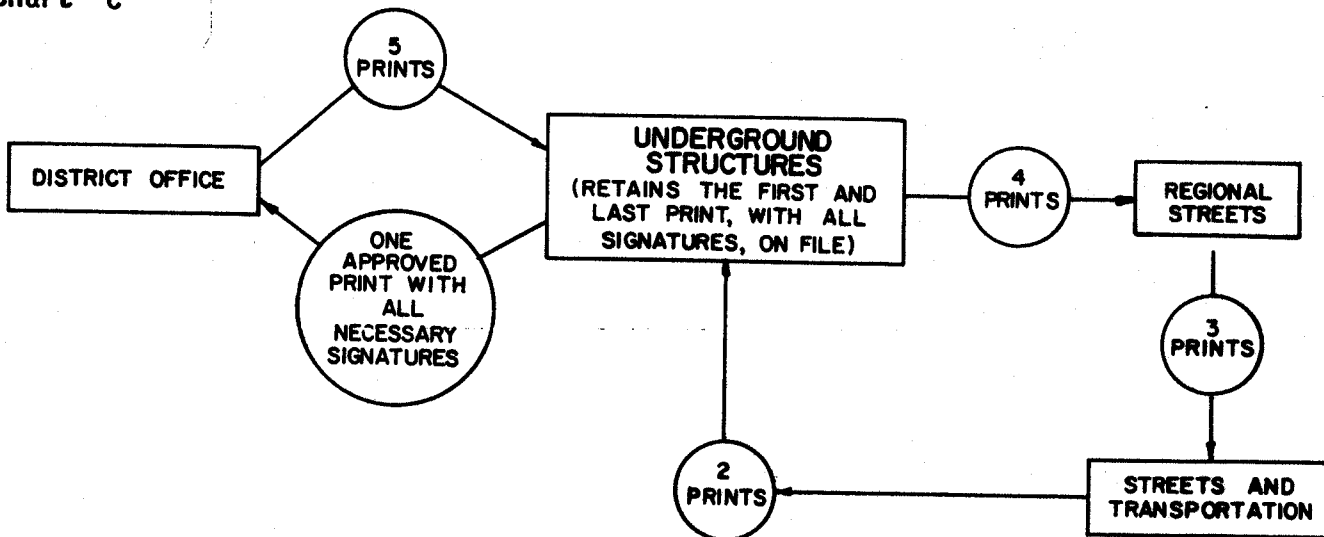 Chart C
5
PRINTS
DISTRICT OFFICE
UNDERGROUND
STRUCTURES
(RETAINS THE FIRST AND
LAST PRINT, WITH ALL
SIGNATURES, ON FILE)
4
PRINTS
REGIONAL
STREETS
ONE
APPROVED
PRINT WITH
ALL
NECESSARY
SIGNATURES
3
PRINTS
2
PRINTS
STREETS AND
TRANSPORTATION